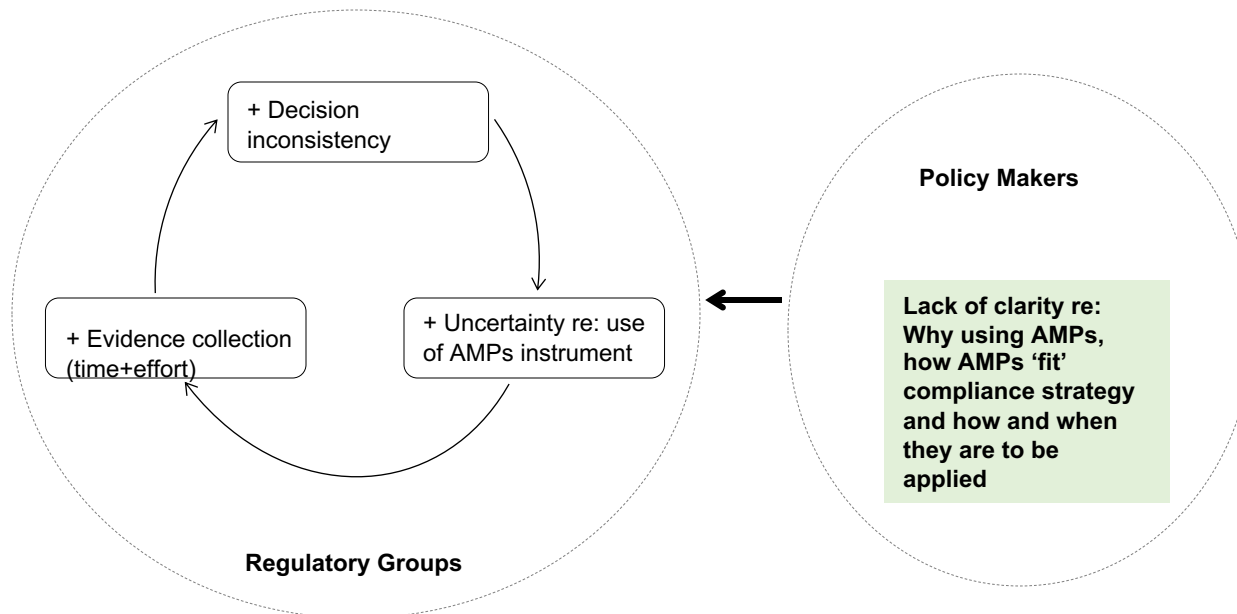 + Decision
inconsistency
Policy Makers
+ Evidence collection
(time+effort)
+ Uncertainty re: use
of AMPs instrument
Lack of clarity re:
Why using AMPs,
how AMPs ‘fit’
compliance strategy
and how and when
they are to be
applied
Regulatory Groups